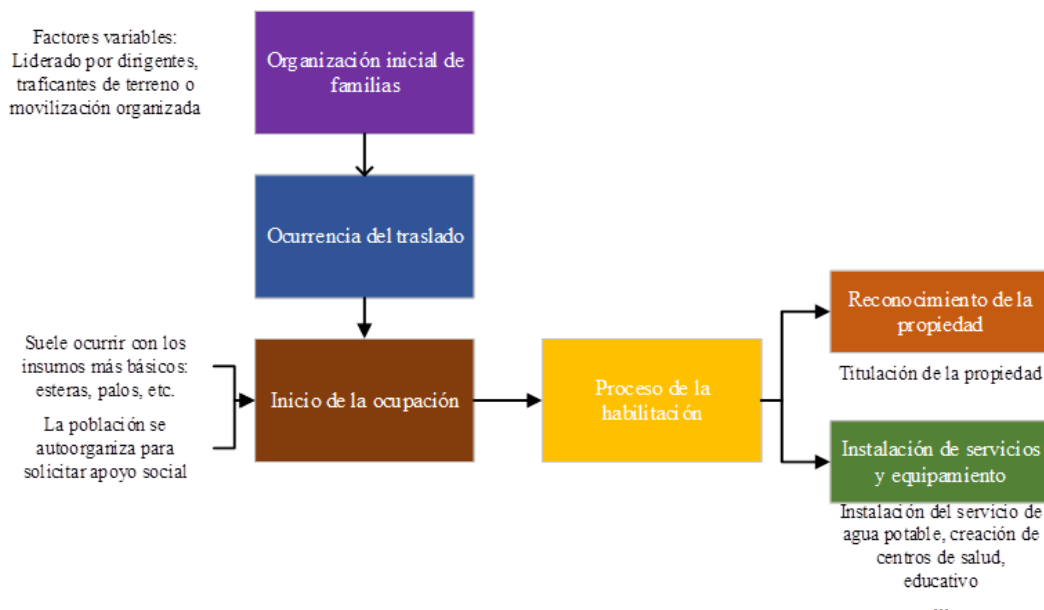 Factores variables:
Liderado por dirigentes,
traficantes de terreno o
movilización organizada
Organización inicial de
familias
Ocurrencia del traslado
Suele ocurrir con los
insumos más básicos:
esteras, palos, etc.
La población se
autoorganiza para
solicitar apoyo social
Inicio de la ocupación
Proceso de la
habilitación
Reconocimiento de la
propiedad
Titulación de la propiedad
Instalación de servicios
y equipamiento
Instalación del servicio de
agua potable, creación de
centros de salud,
educativo
...